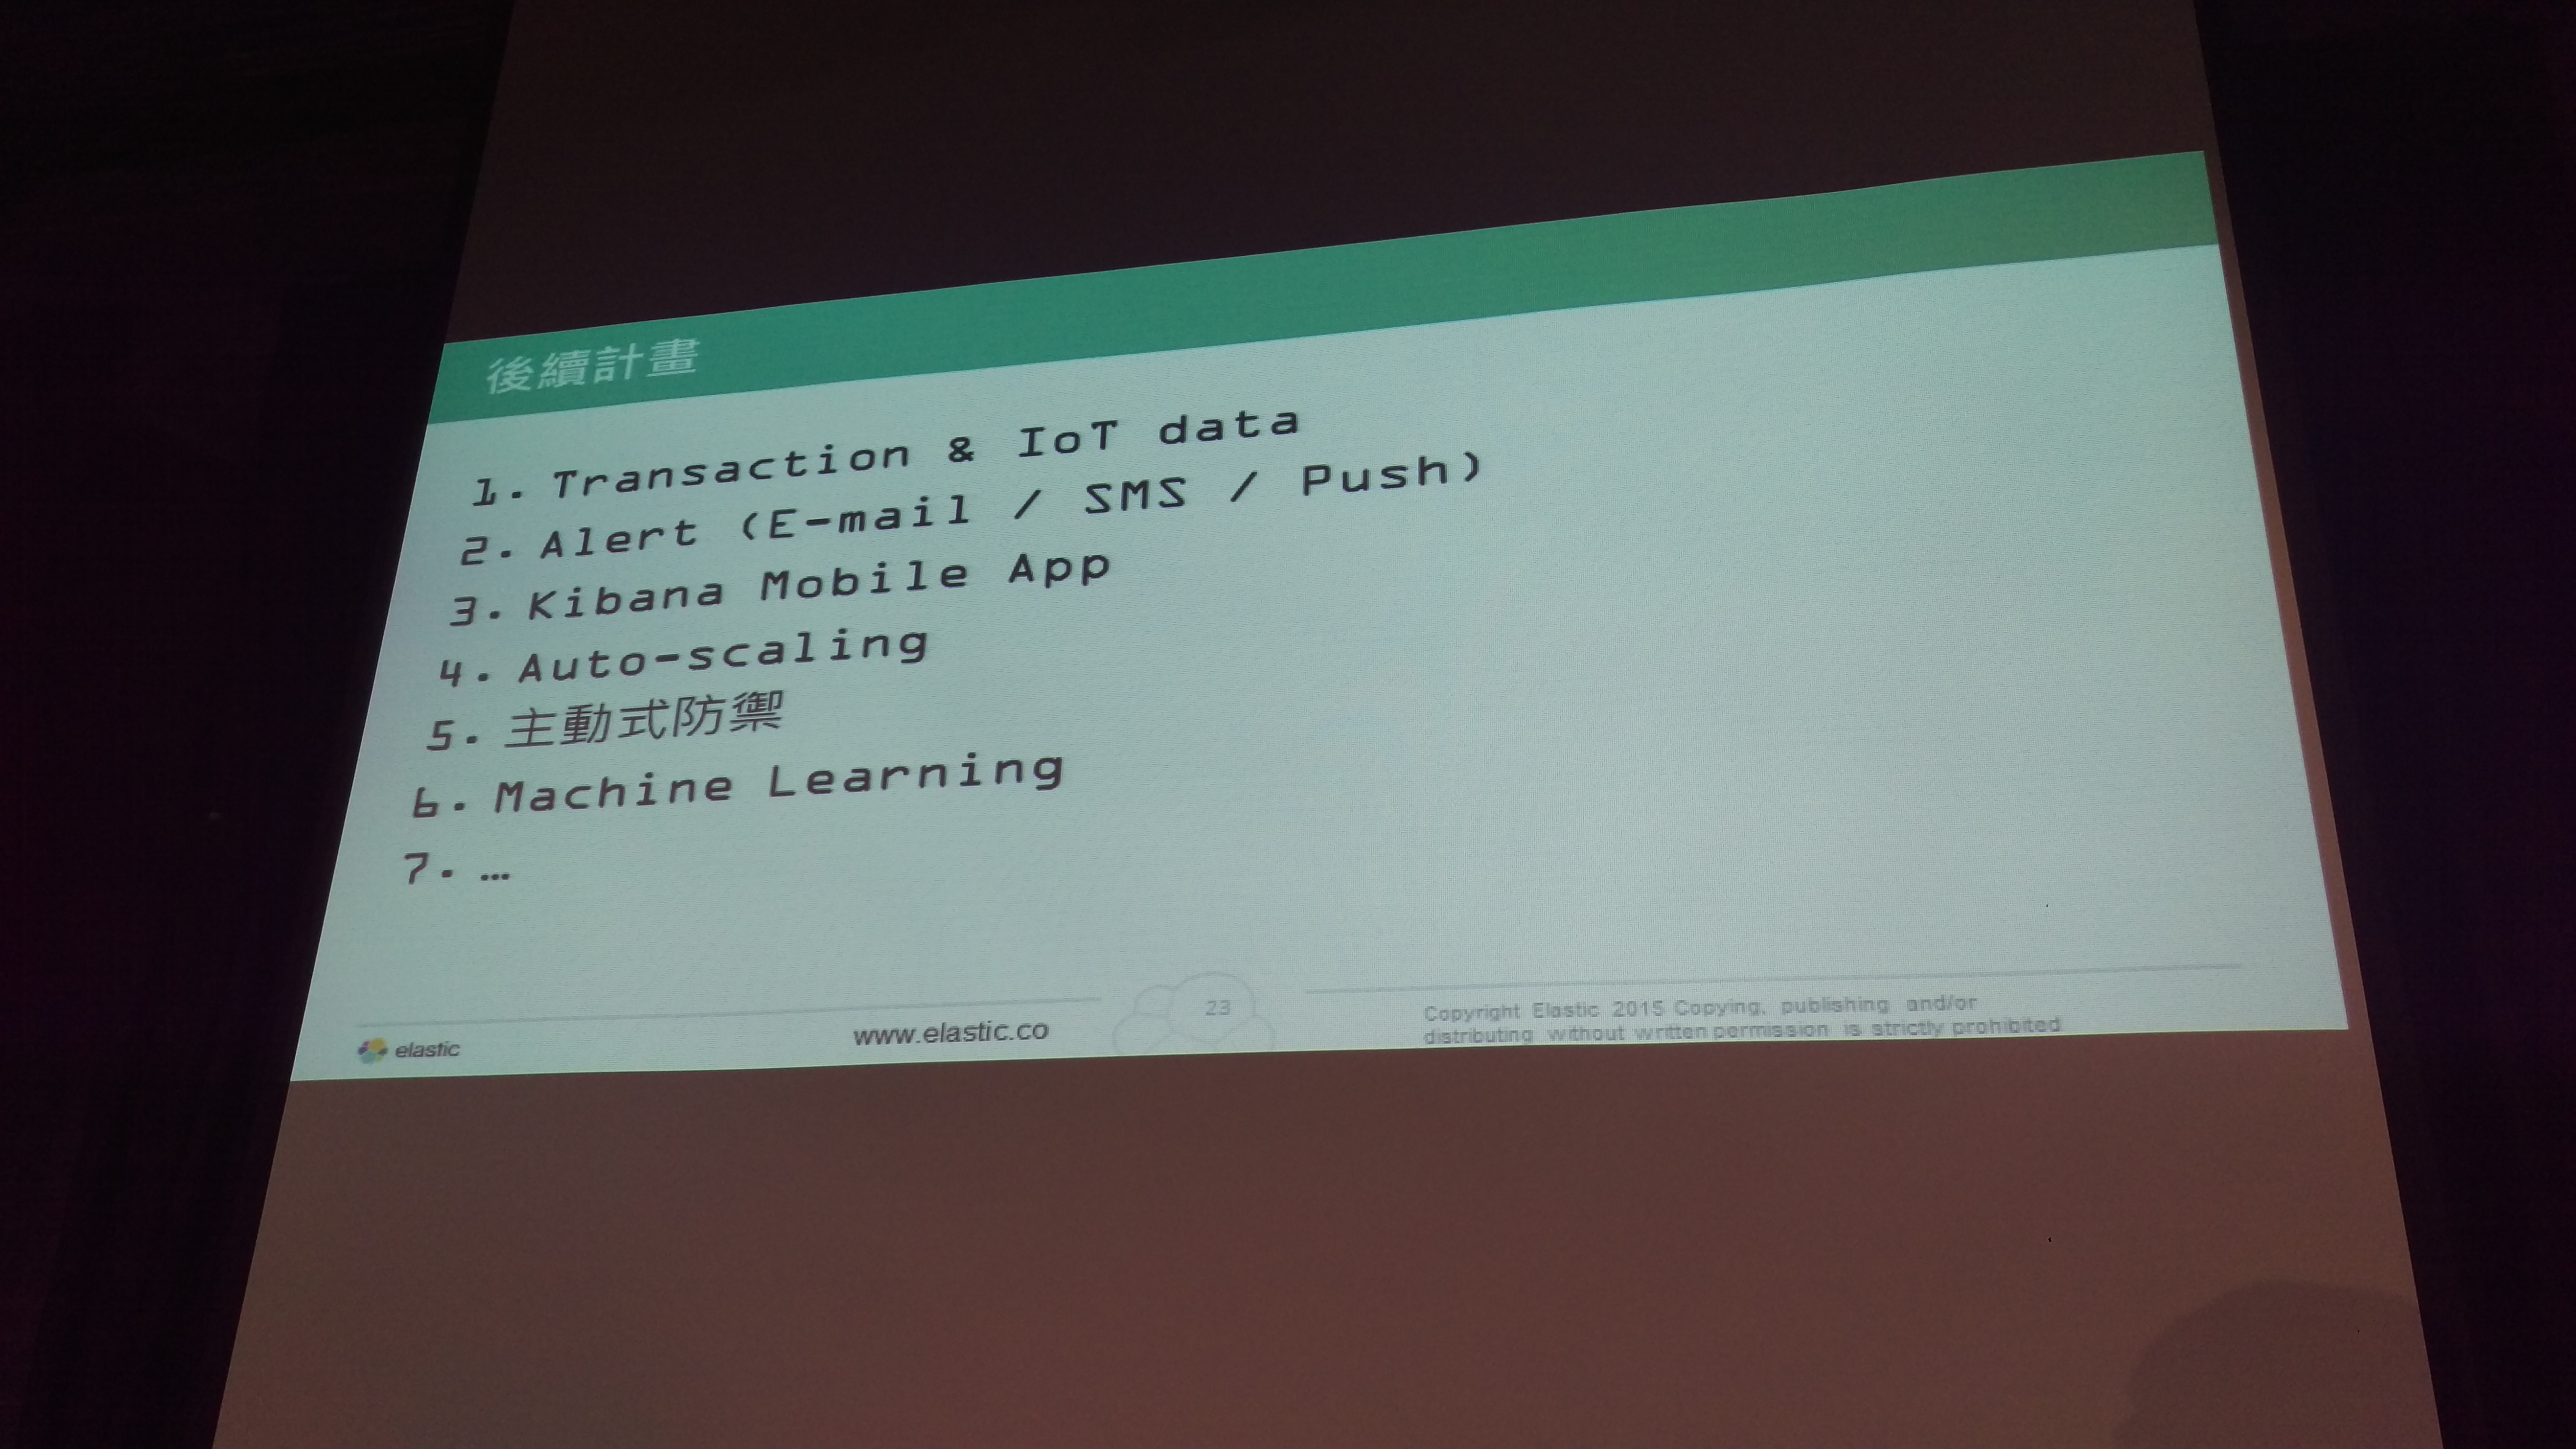 後續計畫
1. Transaction & IoT data
2. Alert (E-mail / SMS / Push)
3. Kibana Mobile App
4. Auto-scaling
5. 主動式防禦
6. Machine Learning
7. …
elastic
www.elastic.co
23
Copyright Elastic 2015 Copying, publishing and/or
distributing without written permission is strictly prohibited